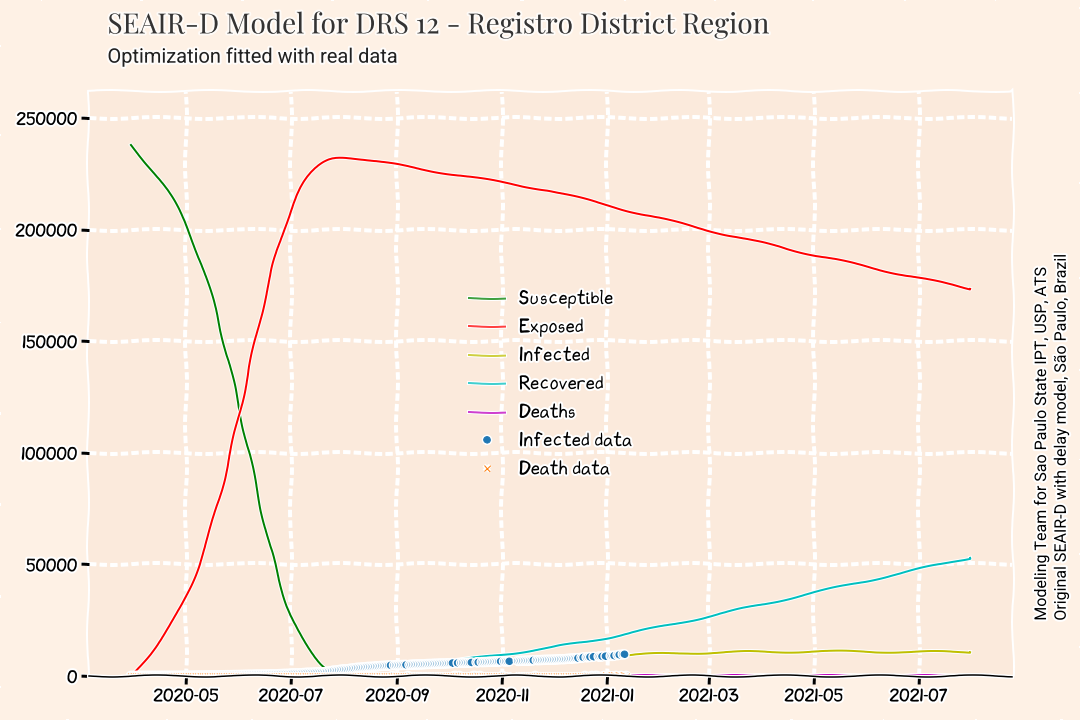 SEAIR-D Model for DRS 12 - Registro District Region
Optimization fitted with real data
250000
200000
150000
100000
50000
0
Susceptible
Exposed
Infected
Recovered
Deaths
Infected data
Death data
2020-05
2020-07
2020-09
2020-11
2021-01
2021-03
2021-05
2021-07
Modeling Team for Sao Paulo State IPT, USP, ATS
Original SEAIR-D with delay model, São Paulo, Brazil